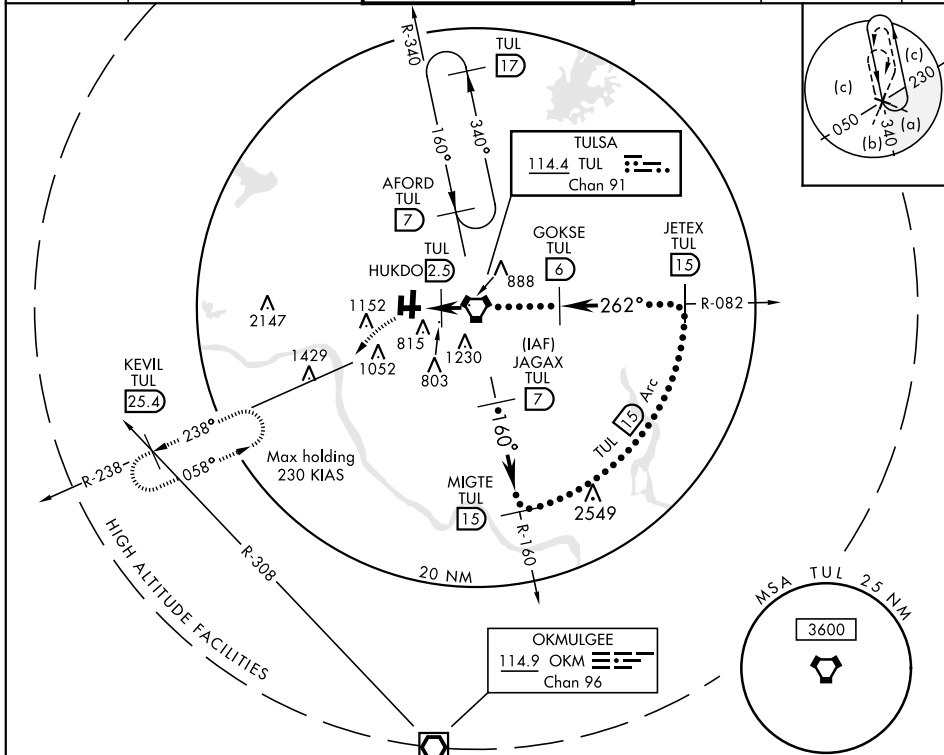 R-340
TUL
17
160°
340°
AFORD
TUL
7
TULSA
114.4 TUL
Chan 91
TUL
HUKDO 2.5
888
GOKSE
TUL
6
JETEX
TUL
15
262°
R-082
2147
1152
815
1052
803
1230
1429
(IAF)
JAGAX
TUL
7
160°
TUL 15 Arc
KEVIL
TUL
25.4
238°
058°
R-238
Max holding
230 KIAS
MIGTE
TUL
15
2549
R-160
20 NM
R-308
HIGH ALTITUDE FACILITIES
OKMULGEE
114.9 OKM
Chan 96
MSA TUL 25 NM
3600
(c)
(c)
230
050
(b)
340
(a)